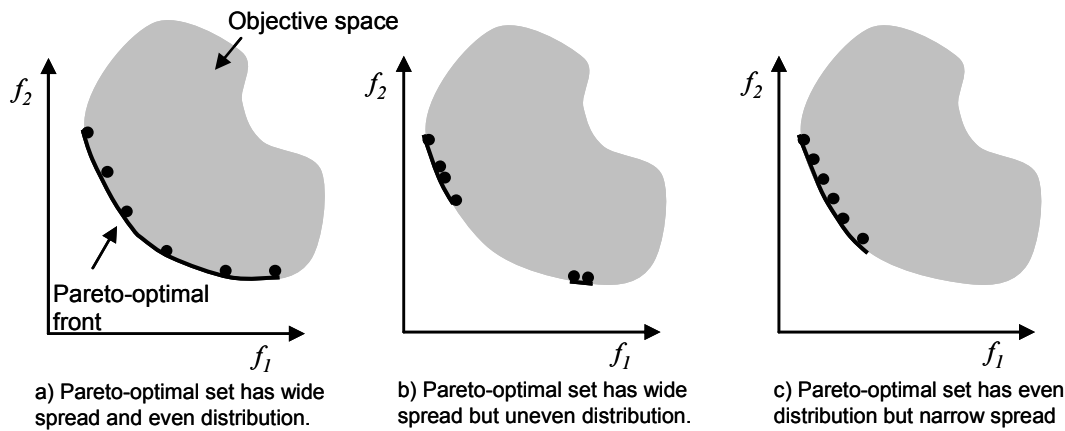 Objective space
f2
f2
f2
Pareto-optimal
front
f1
f1
f1
a) Pareto-optimal set has wide
spread and even distribution.
b) Pareto-optimal set has wide
spread but uneven distribution.
c) Pareto-optimal set has even
distribution but narrow spread